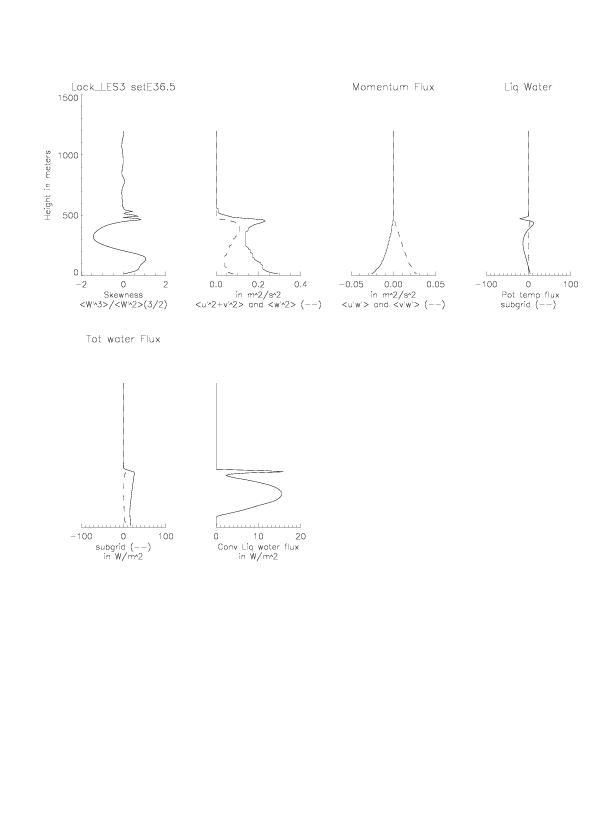 Lock_LES3 setE36.5
Momentum Flux
Liq Water
1500
1000
500
0
Height in meters
-2 0 2
0.0 0.2 0.4
-0.05 0.00 0.05
-100 0 100
Skewness
in m^2/s^2
in m^2/s^2
Pot temp flux
<W'^3>/<W'^2>(3/2)
<u'^2+v'^2> and <w'^2> (--)
<u'w'> and <v'w'> (--)
subgrid (--)
Tot water Flux
-100 0 100
0 10 20
subgrid (--)
Conv Liq water flux
in W/m^2
in W/m^2